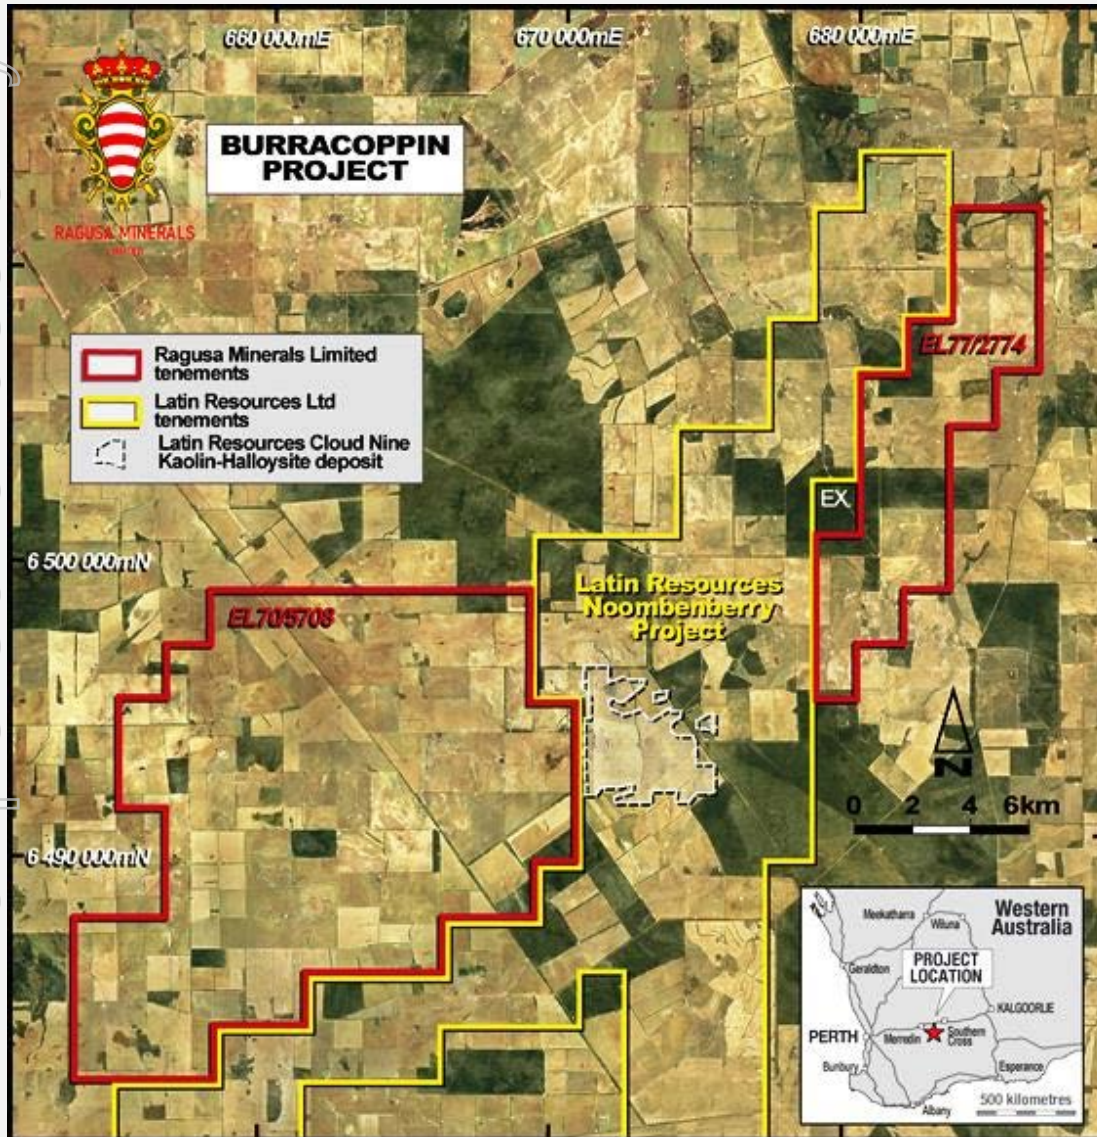 660 000mE
670 000mE
680 000mE
BURRACOPPIN
PROJECT
RAGUSA MINERALS
Ragusa Minerals Limited
tenements
Latin Resources Ltd
tenements
Latin Resources Cloud Nine
Kaolin-Halloysite deposit
EL77/2774
EX
6 500 000mN
Latin Resources
Noombenberry
Project
EL70/5708
N
0 2 4 6km
6 490 000mN
Western
Australia
Meekatharra
Wiluna
PROJECT
LOCATION
Geraldton
KALGOORLIE
PERTH
Merredin
Southern
Cross
Bunbury
Esperance
Albany
500 kilometres